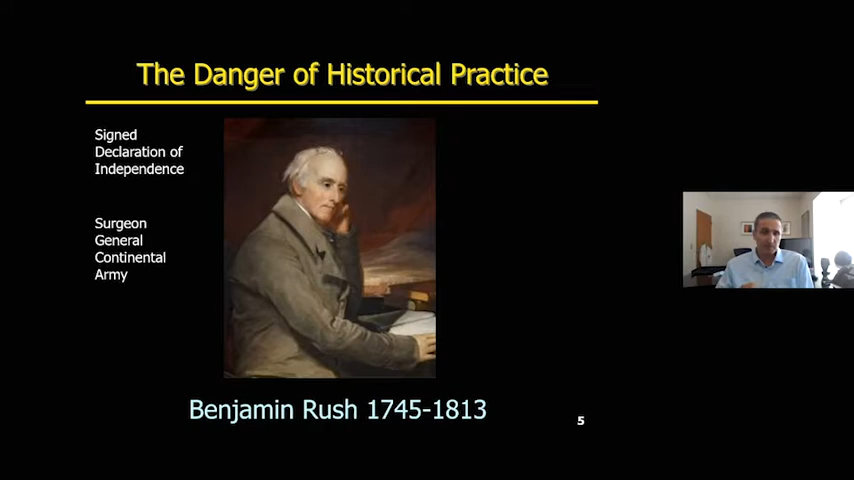 The Danger of Historical Practice
Signed
Declaration of
Independence
Surgeon
General
Continental
Army
Benjamin Rush 1745-1813
5